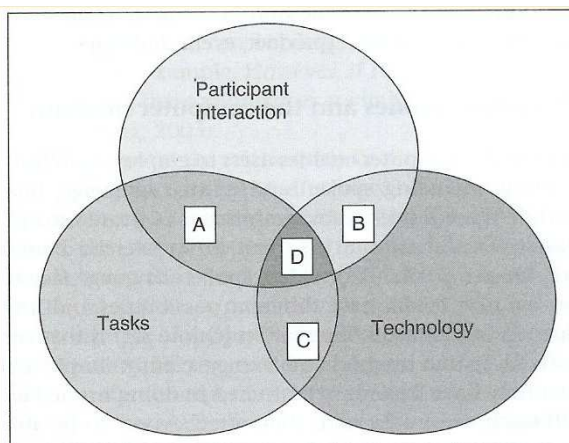 Participant
interaction
A
B
D
Tasks
Technology
C